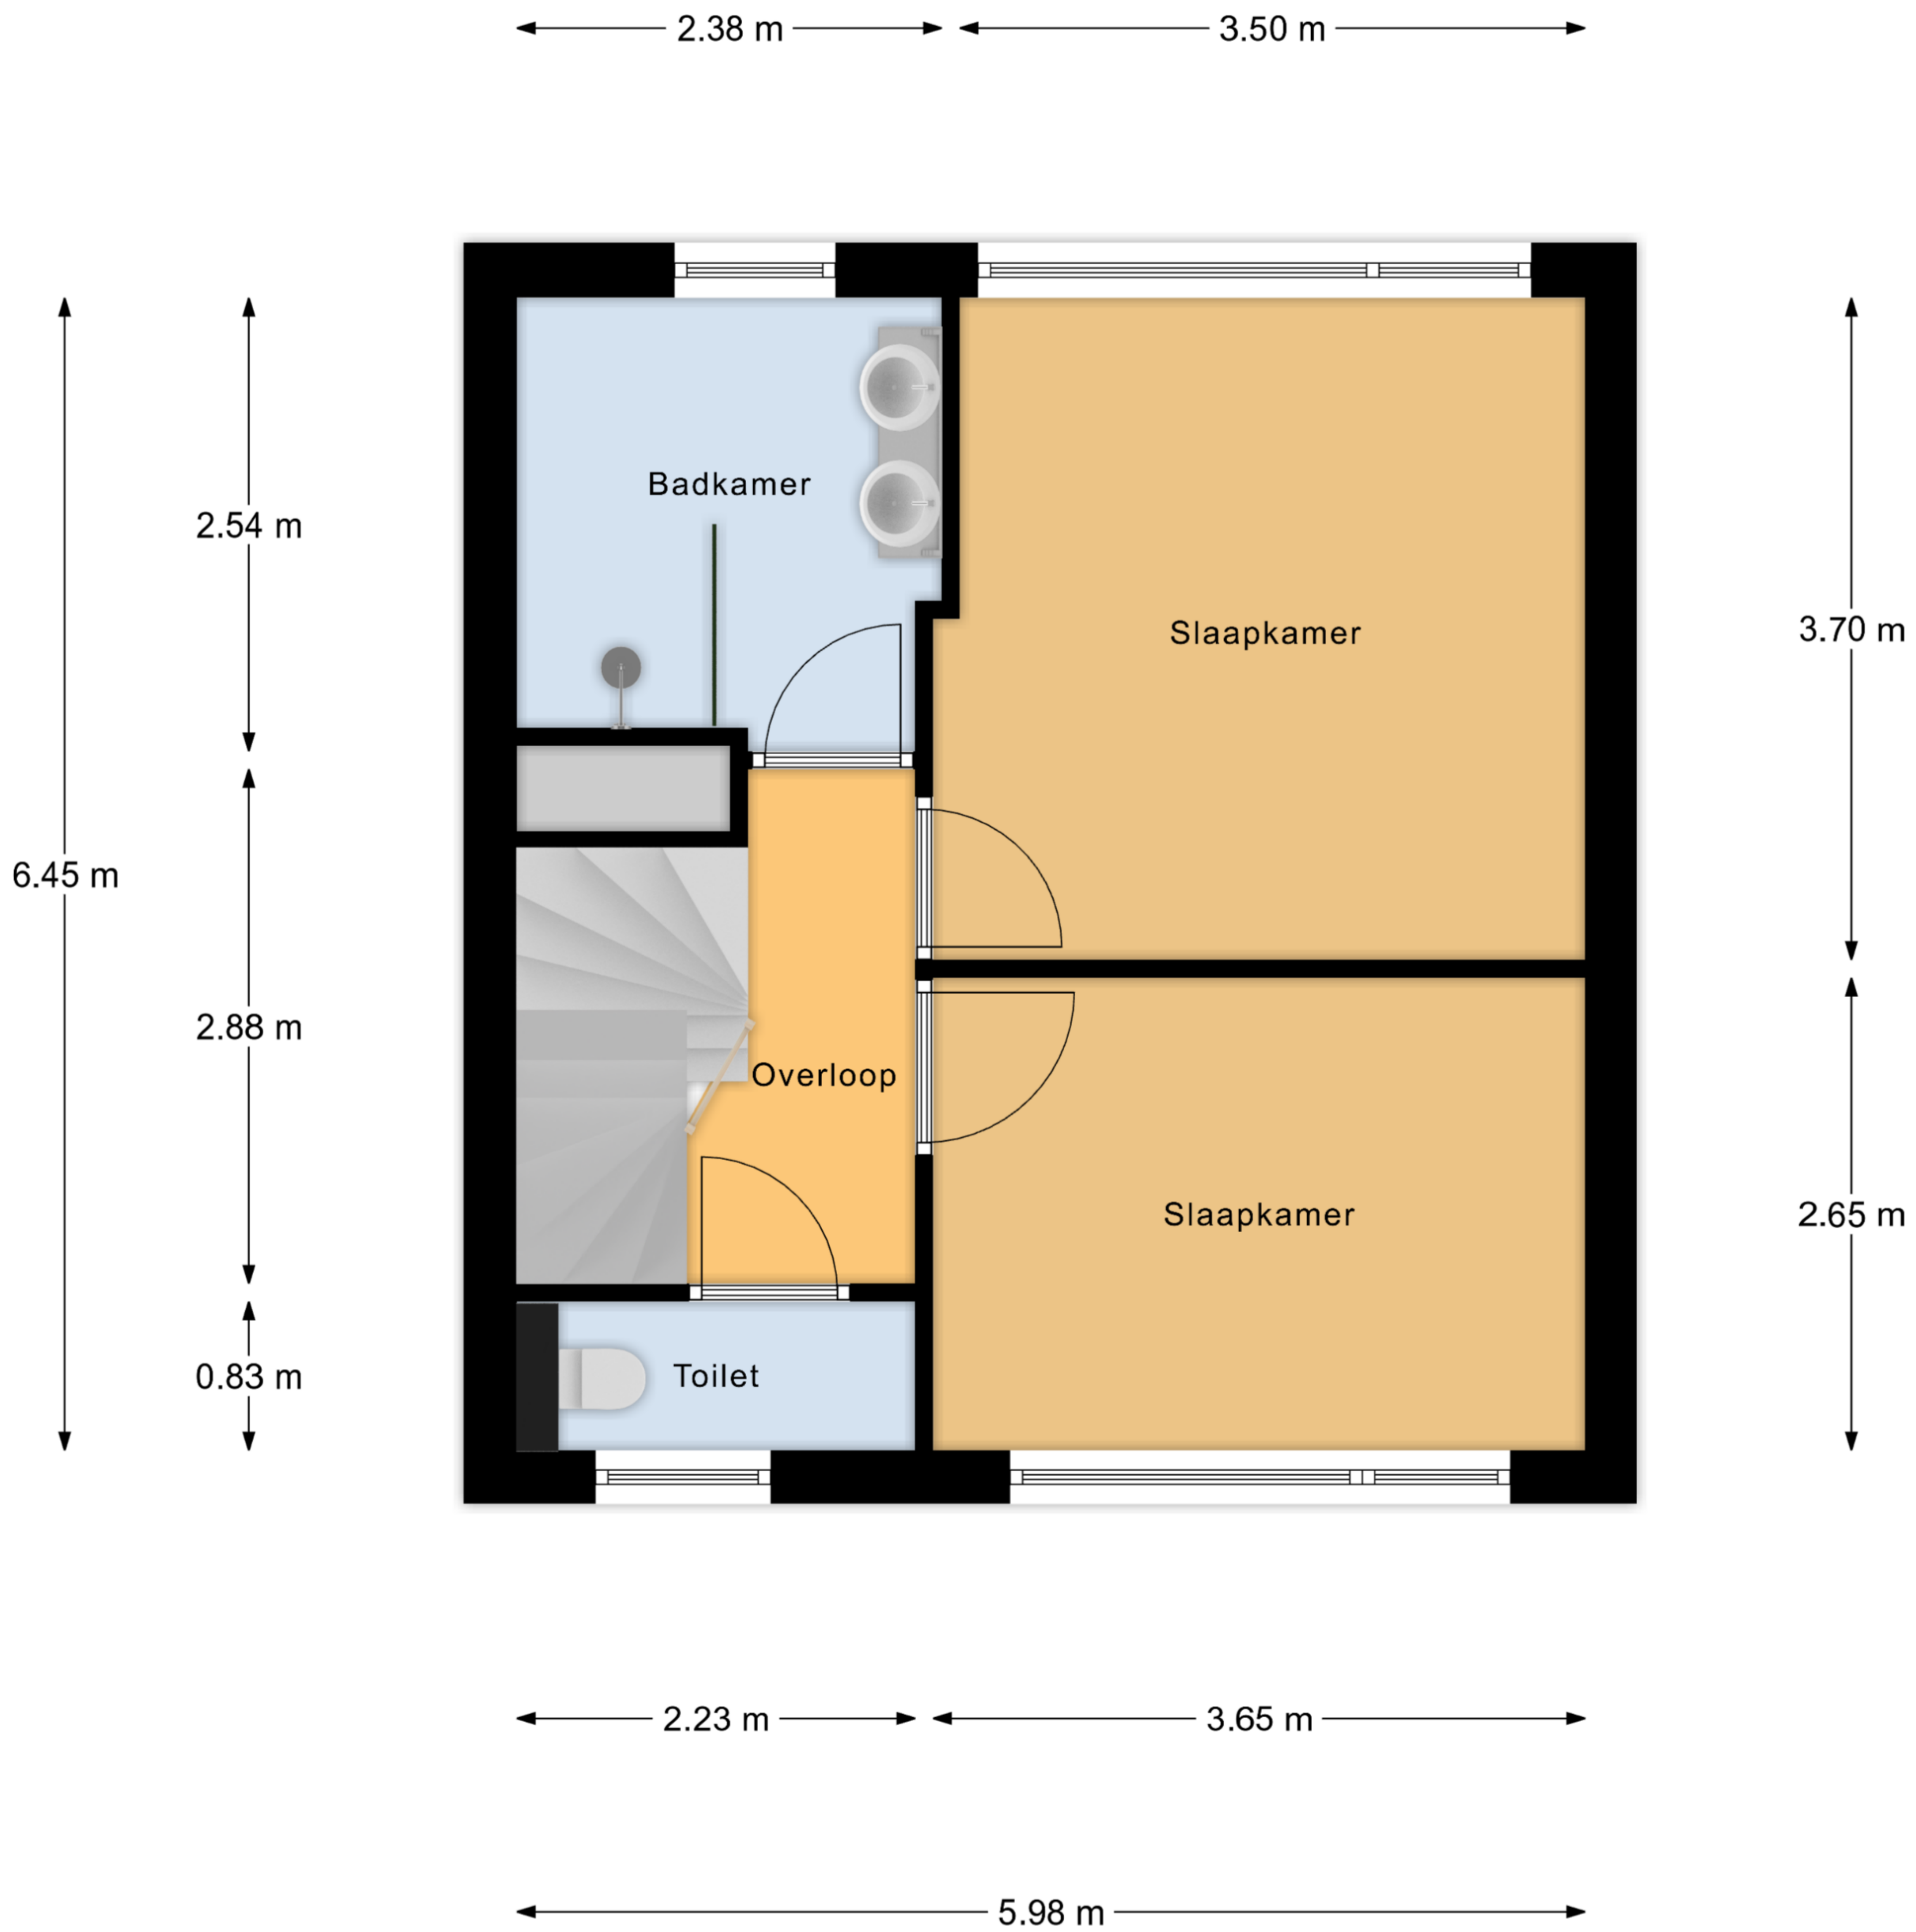 2.38 m
3.50 m
Badkamer
2.54 m
Slaapkamer
3.70 m
6.45 m
2.88 m
Overloop
Slaapkamer
2.65 m
0.83 m
Toilet
2.23 m
3.65 m
5.98 m